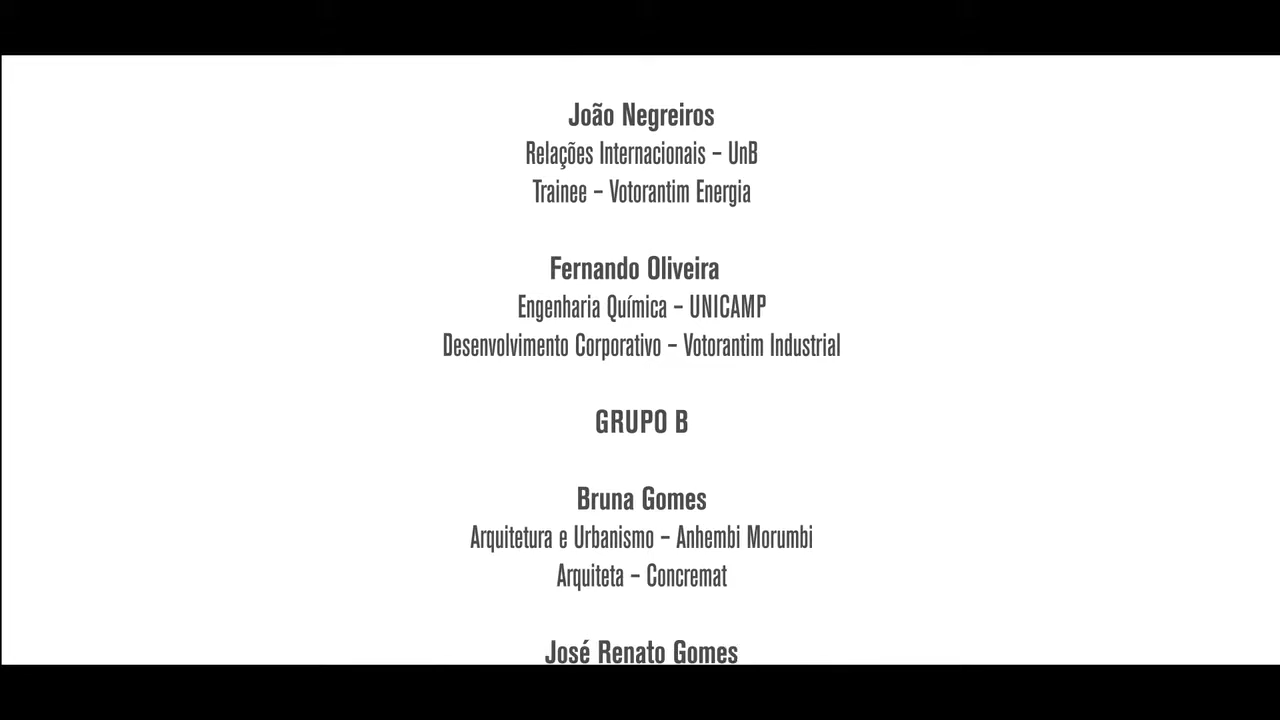 João Negreiros
Relações Internacionais – UnB
Trainee – Votorantim Energia
Fernando Oliveira
Engenharia Química – UNICAMP
Desenvolvimento Corporativo – Votorantim Industrial
GRUPO B
Bruna Gomes
Arquitetura e Urbanismo – Anhembi Morumbi
Arquiteta – Concremat
José Renato Gomes